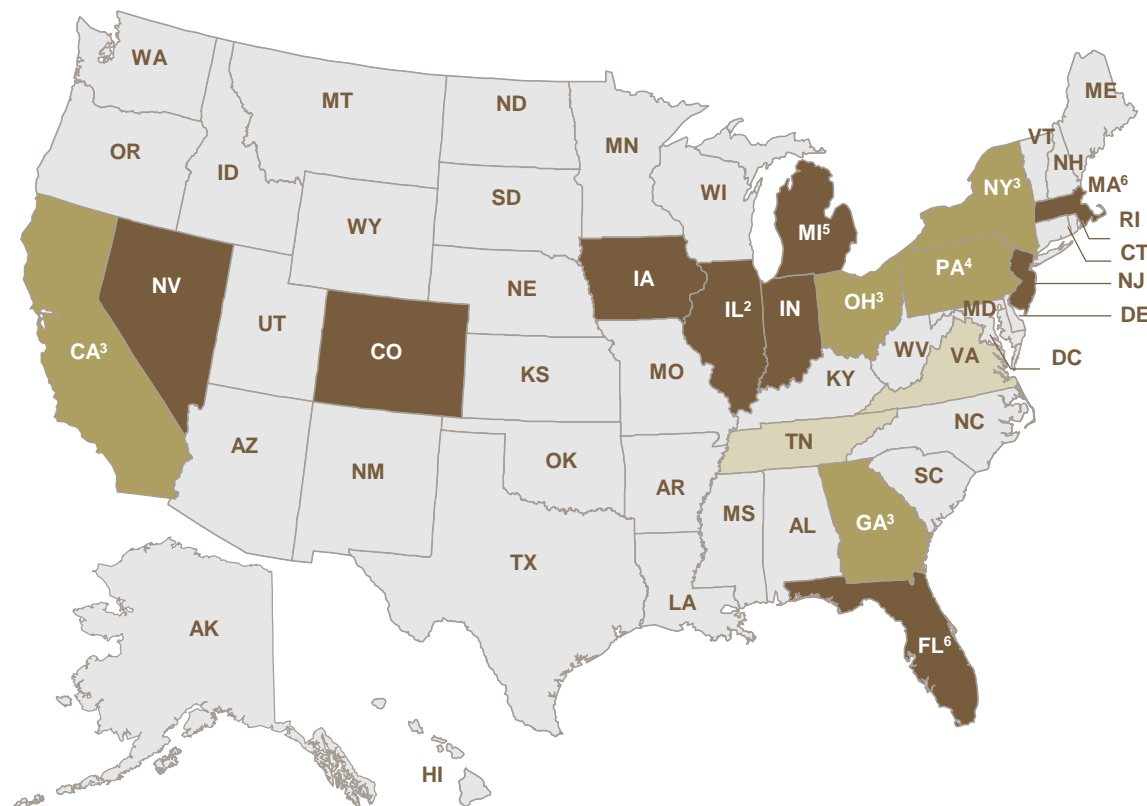 WA
MT
ND
MN
ME
VT
OR
ID
NH
NY³
WI
MA⁶
SD
WY
RI
MI⁵
CT
PA⁴
NJ
IA
NV
NE
IL²
IN
OH³
MD
DE
UT
CO
CA³
WV
VA
DC
KS
MO
KY
NC
AZ
TN
NM
OK
AR
SC
MS
AL
GA³
TX
LA
AK
FL⁶
HI